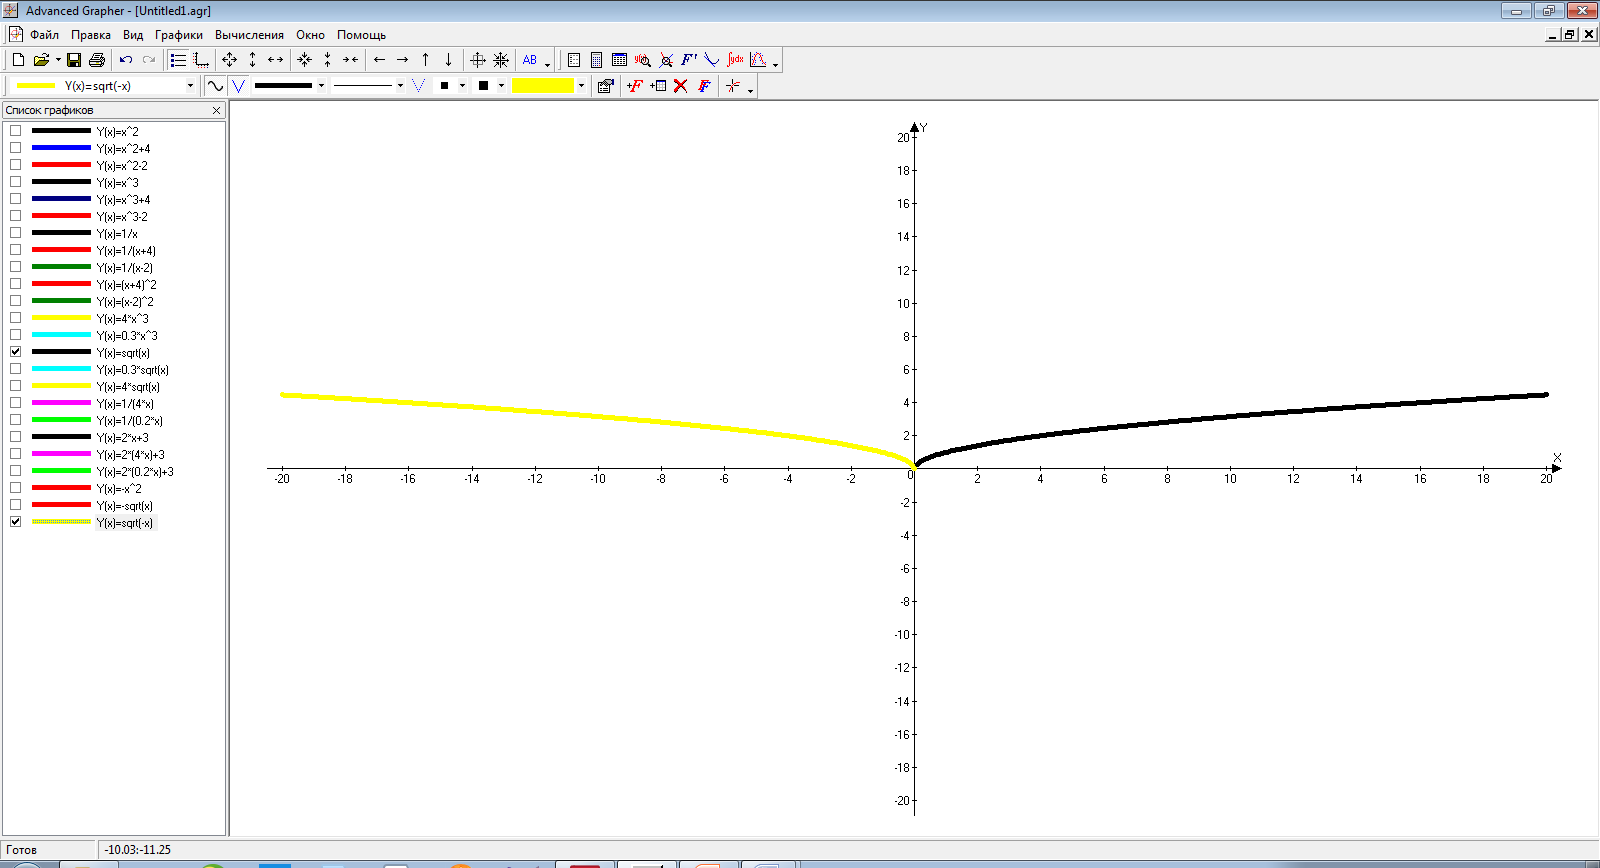 Advanced Grapher - [Untitled1.agr]
Файл Правка Вид Графики Вычисления Окно Помощь
AB y(x) F' ∫ydx
Y(x)=sqrt(-x) +F F
Список графиков
Y(x)=x^2
Y(x)=x^2+4
Y(x)=x^2-2
Y(x)=x^3
Y(x)=x^3+4
Y(x)=x^3-2
Y(x)=1/x
Y(x)=1/(x+4)
Y(x)=1/(x-2)
Y(x)=(x+4)^2
Y(x)=(x-2)^2
Y(x)=4*x^3
Y(x)=0.3*x^3
Y(x)=sqrt(x)
Y(x)=0.3*sqrt(x)
Y(x)=4*sqrt(x)
Y(x)=1/(4*x)
Y(x)=1/(0.2*x)
Y(x)=2*x+3
Y(x)=2*(4*x)+3
Y(x)=2*(0.2*x)+3
Y(x)=-x^2
Y(x)=-sqrt(x)
Y(x)=sqrt(-x)
Y
20
18
16
14
12
10
8
6
4
2
X
-20 -18 -16 -14 -12 -10 -8 -6 -4 -2 0 2 4 6 8 10 12 14 16 18 20
-2
-4
-6
-8
-10
-12
-14
-16
-18
-20
Готов -10.03:-11.25